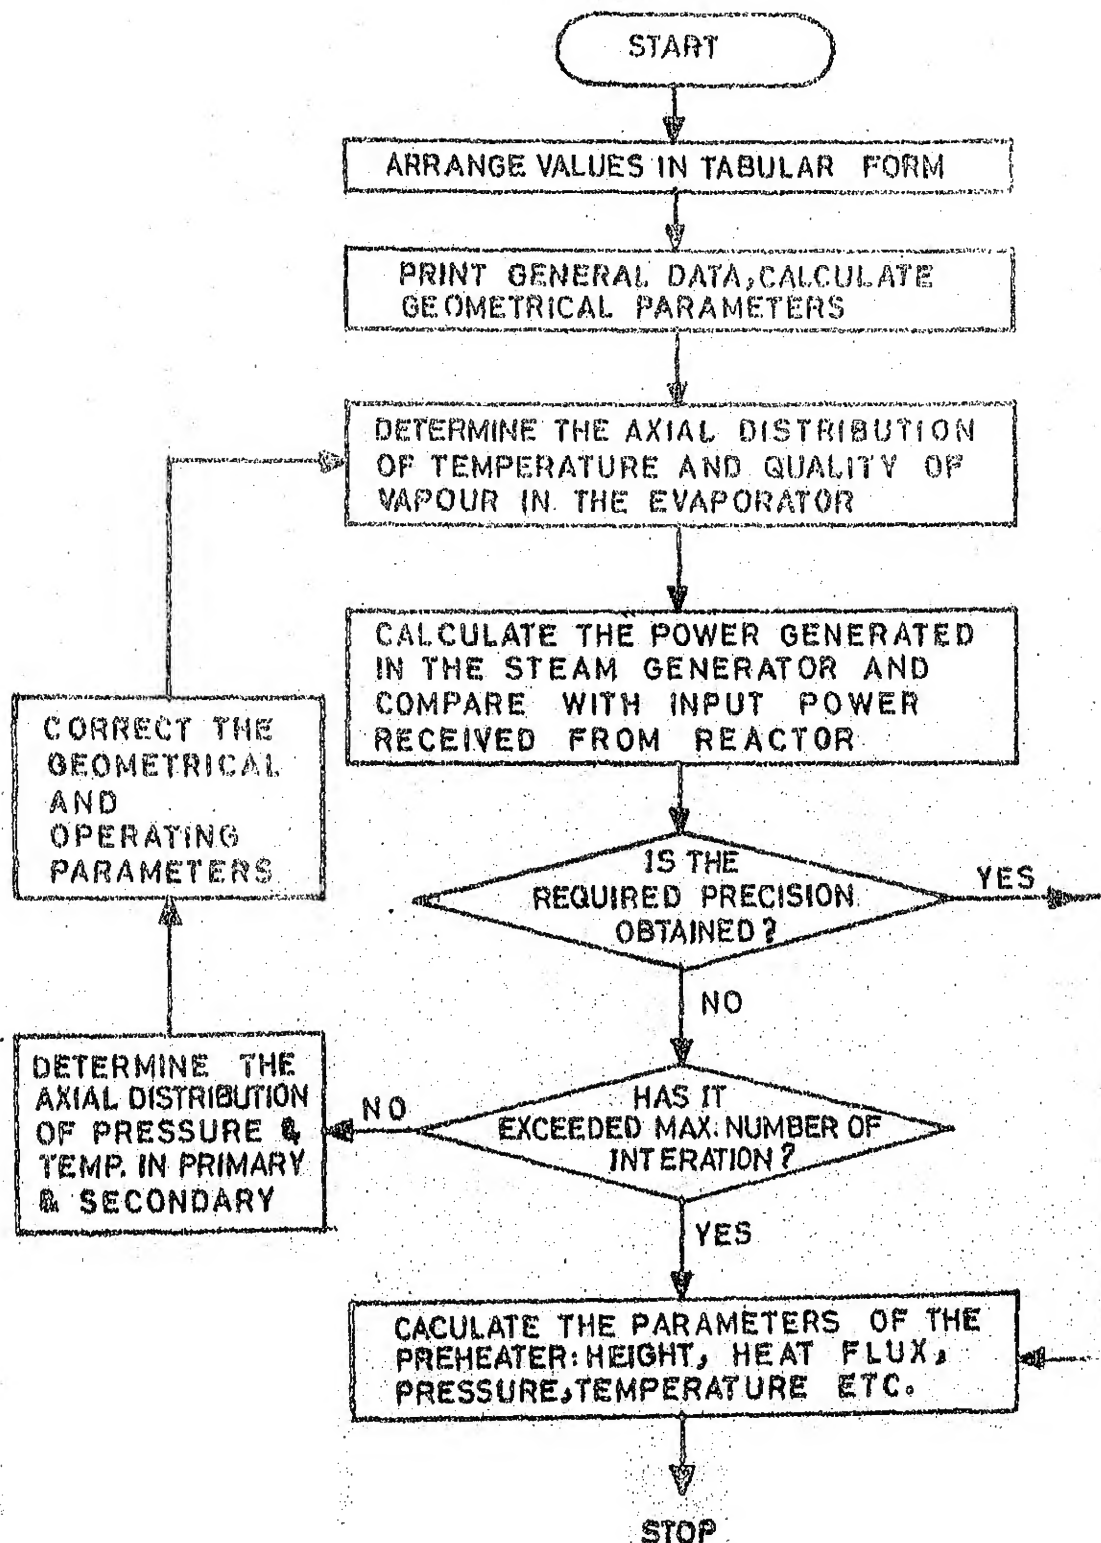 START
ARRANGE VALUES IN TABULAR FORM
PRINT GENERAL DATA, CALCULATE
GEOMETRICAL PARAMETERS
DETERMINE THE AXIAL DISTRIBUTION
OF TEMPERATURE AND QUALITY OF
VAPOUR IN THE EVAPORATOR
CALCULATE THE POWER GENERATED
IN THE STEAM GENERATOR AND
COMPARE WITH INPUT POWER
RECEIVED FROM REACTOR
CORRECT THE
GEOMETRICAL
AND
OPERATING
PARAMETERS
IS THE
REQUIRED PRECISION
OBTAINED?
YES
NO
DETERMINE THE
AXIAL DISTRIBUTION
OF PRESSURE &
TEMP. IN PRIMARY
& SECONDARY
NO
HAS IT
EXCEEDED MAX. NUMBER OF
INTERATION?
YES
CACULATE THE PARAMETERS OF THE
PREHEATER: HEIGHT, HEAT FLUX,
PRESSURE, TEMPERATURE ETC.
STOP